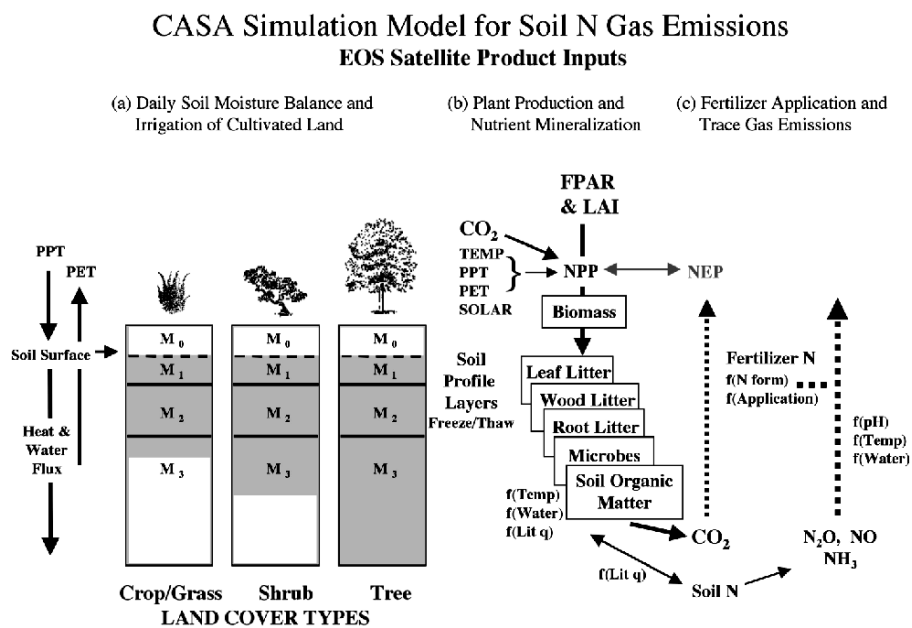 CASA Simulation Model for Soil N Gas Emissions
EOS Satellite Product Inputs
(a) Daily Soil Moisture Balance and
Irrigation of Cultivated Land
(b) Plant Production and
Nutrient Mineralization
(c) Fertilizer Application and
Trace Gas Emissions
PPT
PET
Soil Surface
Heat &
Water
Flux
M0
M1
M2
M3
Crop/Grass
M0
M1
M2
M3
Shrub
M0
M1
M2
M3
Tree
LAND COVER TYPES
FPAR
& LAI
CO2
TEMP
PPT
PET
SOLAR
NPP
NEP
Biomass
Soil
Profile
Layers
Freeze/Thaw
Leaf Litter
Wood Litter
Root Litter
Microbes
Soil Organic
Matter
f(Temp)
f(Water)
f(Lit q)
CO2
f(Lit q)
Soil N
Fertilizer N
f(N form)
f(Application)
f(pH)
f(Temp)
f(Water)
N2O, NO
NH3